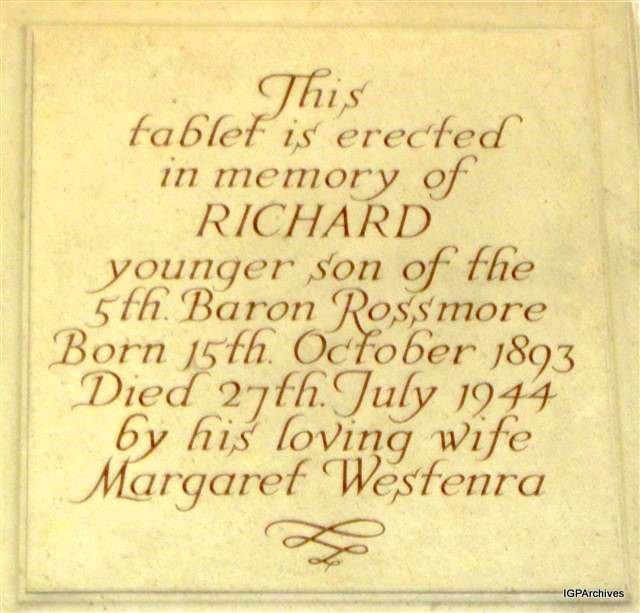 This
tablet is erected
in memory of
RICHARD
younger son of the
5th. Baron Rossmore
Born 15th. October 1893
Died 27th. July 1944
by his loving wife
Margaret Westenra
IGPArchives